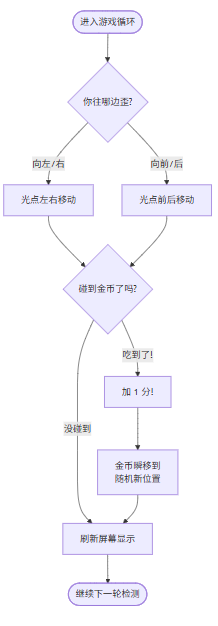 进入游戏循环
你往哪边歪?
向左/右
向前/后
光点左右移动
光点前后移动
碰到金币了吗?
吃到了!
加 1 分!
没碰到
金币瞬移到
随机新位置
刷新屏幕显示
继续下一轮检测